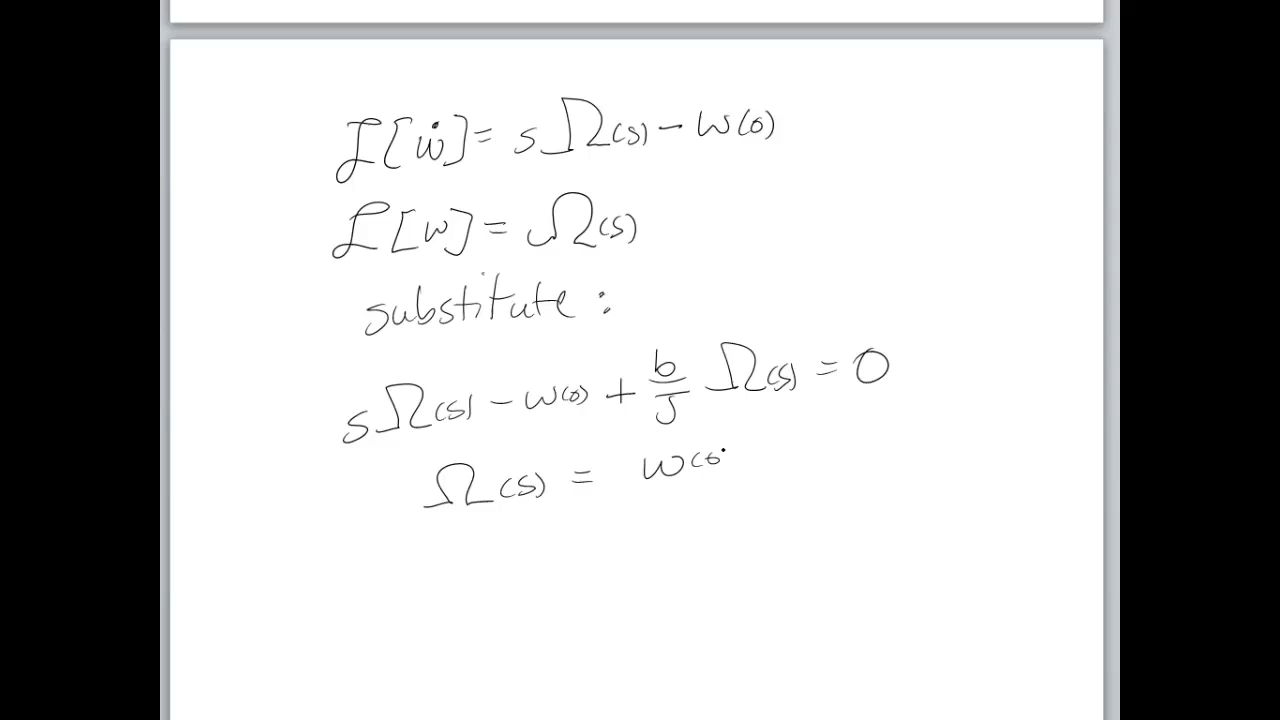 ℒ[ẇ] = sΩ(s) − w(0)
ℒ[w] = Ω(s)
substitute :
sΩ(s) − w(0) + b/J Ω(s) = 0
Ω(s) = w(0